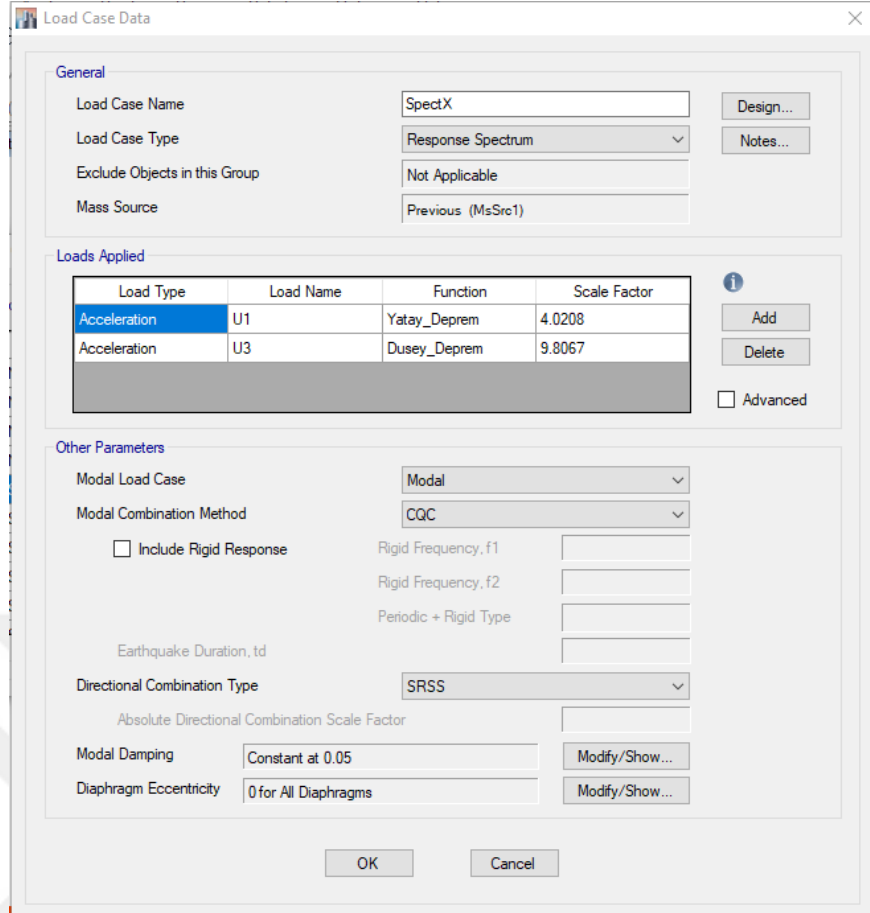 Load Case Data
General
Load Case Name SpectX Design...
Load Case Type Response Spectrum Notes...
Exclude Objects in this Group Not Applicable
Mass Source Previous (MsSrc1)
Loads Applied
Load Type Load Name Function Scale Factor
Acceleration U1 Yatay_Deprem 4.0208 Add
Acceleration U3 Dusey_Deprem 9.8067 Delete
Advanced
Other Parameters
Modal Load Case Modal
Modal Combination Method CQC
Include Rigid Response Rigid Frequency, f1
Rigid Frequency, f2
Periodic + Rigid Type
Earthquake Duration, td
Directional Combination Type SRSS
Absolute Directional Combination Scale Factor
Modal Damping Constant at 0.05 Modify/Show...
Diaphragm Eccentricity 0 for All Diaphragms Modify/Show...
OK Cancel